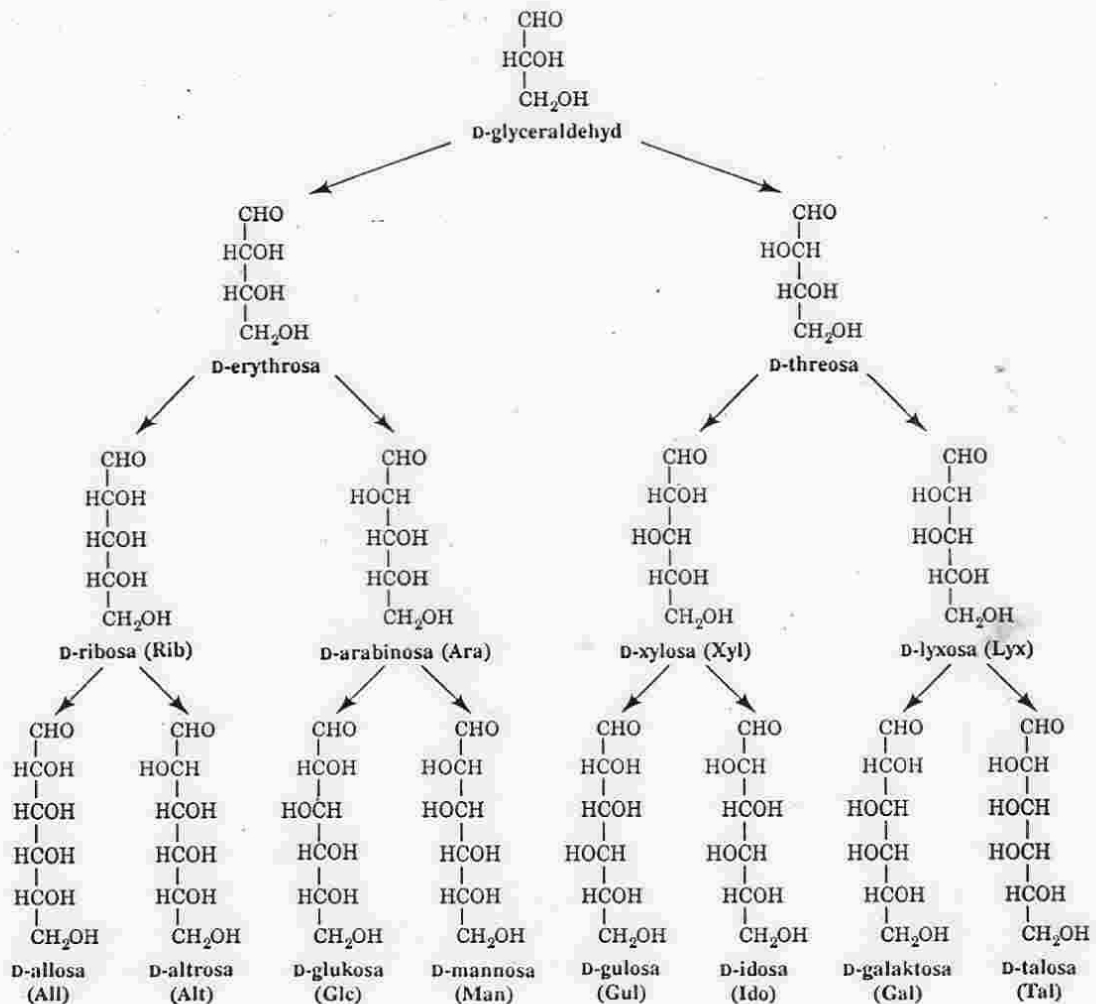 CHO
HCOH
CH₂OH
D-glyceraldehyd
CHO
HCOH
HCOH
CH₂OH
D-erythrosa
CHO
HOCH
HCOH
CH₂OH
D-threosa
CHO
HCOH
HCOH
HCOH
CH₂OH
D-ribosa (Rib)
CHO
HOCH
HCOH
HCOH
CH₂OH
D-arabinosa (Ara)
CHO
HCOH
HOCH
HCOH
CH₂OH
D-xylosa (Xyl)
CHO
HOCH
HOCH
HCOH
CH₂OH
D-lyxosa (Lyx)
CHO
HCOH
HCOH
HCOH
HCOH
CH₂OH
D-allosa
(All)
CHO
HOCH
HCOH
HCOH
HCOH
CH₂OH
D-altrosa
(Alt)
CHO
HCOH
HOCH
HCOH
HCOH
CH₂OH
D-glukosa
(Glc)
CHO
HOCH
HOCH
HCOH
HCOH
CH₂OH
D-mannosa
(Man)
CHO
HCOH
HCOH
HOCH
HCOH
CH₂OH
D-gulosa
(Gul)
CHO
HOCH
HCOH
HOCH
HCOH
CH₂OH
D-idosa
(Ido)
CHO
HCOH
HOCH
HOCH
HCOH
CH₂OH
D-galaktosa
(Gal)
CHO
HOCH
HOCH
HOCH
HCOH
CH₂OH
D-talosa
(Tal)